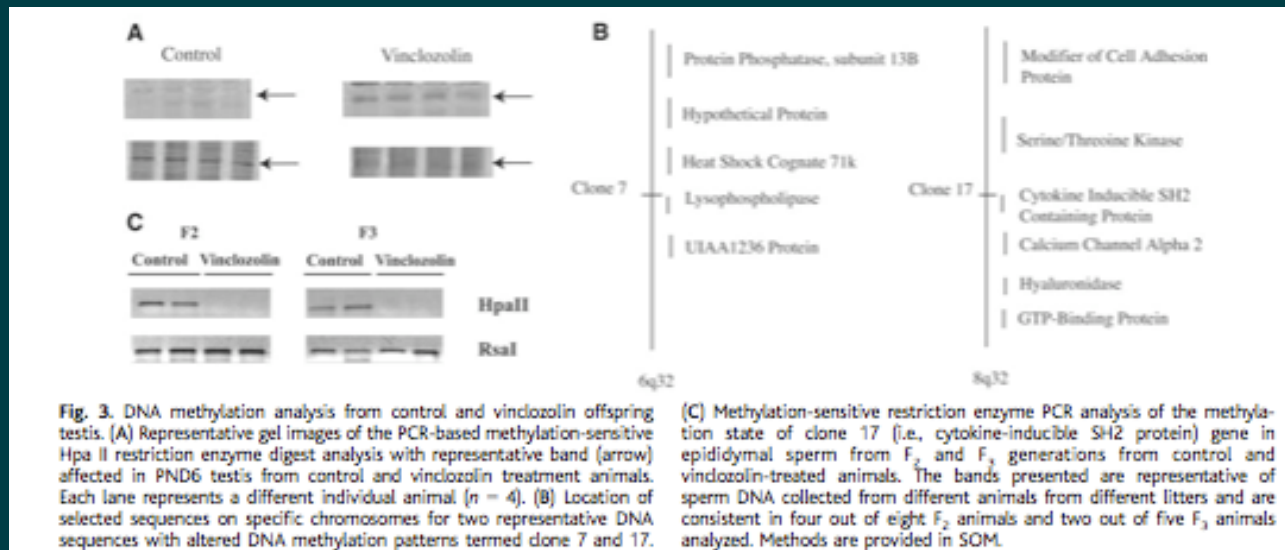 A
Control
Vinclozolin
B
Protein Phosphatase, subunit 13B
Hypothetical Protein
Heat Shock Cognate 71k
Clone 7
Lysophospholipase
UIAA1236 Protein
6q32
Modifier of Cell Adhesion
Protein
Serine/Threoine Kinase
Clone 17
Cytokine Inducible SH2
Containing Protein
Calcium Channel Alpha 2
Hyaluronidase
GTP-Binding Protein
8q32
C
F2
F3
Control Vinclozolin
Control Vinclozolin
HpaII
RsaI
Fig. 3. DNA methylation analysis from control and vinclozolin offspring
testis. (A) Representative gel images of the PCR-based methylation-sensitive
Hpa II restriction enzyme digest analysis with representative band (arrow)
affected in PND6 testis from control and vinclozolin treatment animals.
Each lane represents a different individual animal (n = 4). (B) Location of
selected sequences on specific chromosomes for two representative DNA
sequences with altered DNA methylation patterns termed clone 7 and 17.
(C) Methylation-sensitive restriction enzyme PCR analysis of the methyla-
tion state of clone 17 (i.e., cytokine-inducible SH2 protein) gene in
epididymal sperm from F2 and F3 generations from control and
vinclozolin-treated animals. The bands presented are representative of
sperm DNA collected from different animals from different litters and are
consistent in four out of eight F2 animals and two out of five F3 animals
analyzed. Methods are provided in SOM.